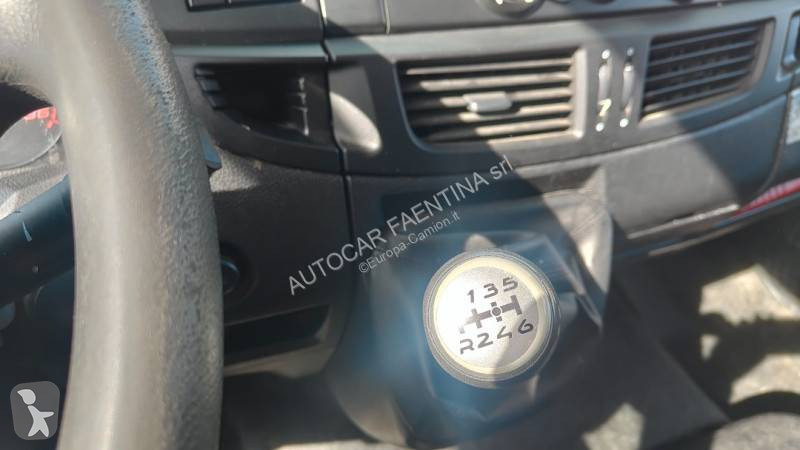 AUTOCAR FAENTINA srl
©Europa-Camion.it
1 3 5
R 2 4 6